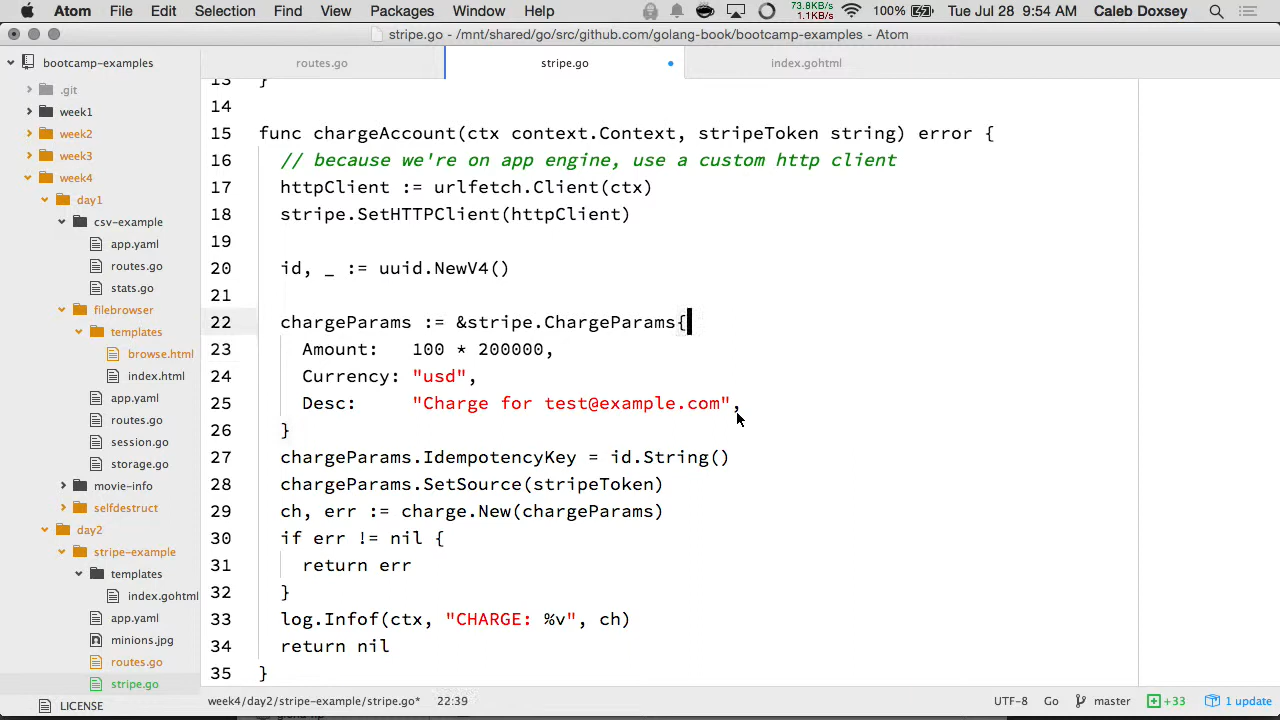 Atom File Edit Selection Find View Packages Window Help 73.8KB/s 1.1KB/s 100% Tue Jul 28 9:54 AM Caleb Doxsey
stripe.go - /mnt/shared/go/src/github.com/golang-book/bootcamp-examples - Atom
bootcamp-examples
.git
week1
week2
week3
week4
day1
csv-example
app.yaml
routes.go
stats.go
filebrowser
templates
browse.html
index.html
app.yaml
routes.go
session.go
storage.go
movie-info
selfdestruct
day2
stripe-example
templates
index.gohtml
app.yaml
minions.jpg
routes.go
stripe.go
LICENSE
routes.go stripe.go index.gohtml
13 }
14
15 func chargeAccount(ctx context.Context, stripeToken string) error {
16 // because we're on app engine, use a custom http client
17 httpClient := urlfetch.Client(ctx)
18 stripe.SetHTTPClient(httpClient)
19
20 id, _ := uuid.NewV4()
21
22 chargeParams := &stripe.ChargeParams{
23 Amount: 100 * 200000,
24 Currency: "usd",
25 Desc: "Charge for test@example.com",
26 }
27 chargeParams.IdempotencyKey = id.String()
28 chargeParams.SetSource(stripeToken)
29 ch, err := charge.New(chargeParams)
30 if err != nil {
31 return err
32 }
33 log.Infof(ctx, "CHARGE: %v", ch)
34 return nil
35 }
week4/day2/stripe-example/stripe.go* 22:39 UTF-8 Go master +33 1 update